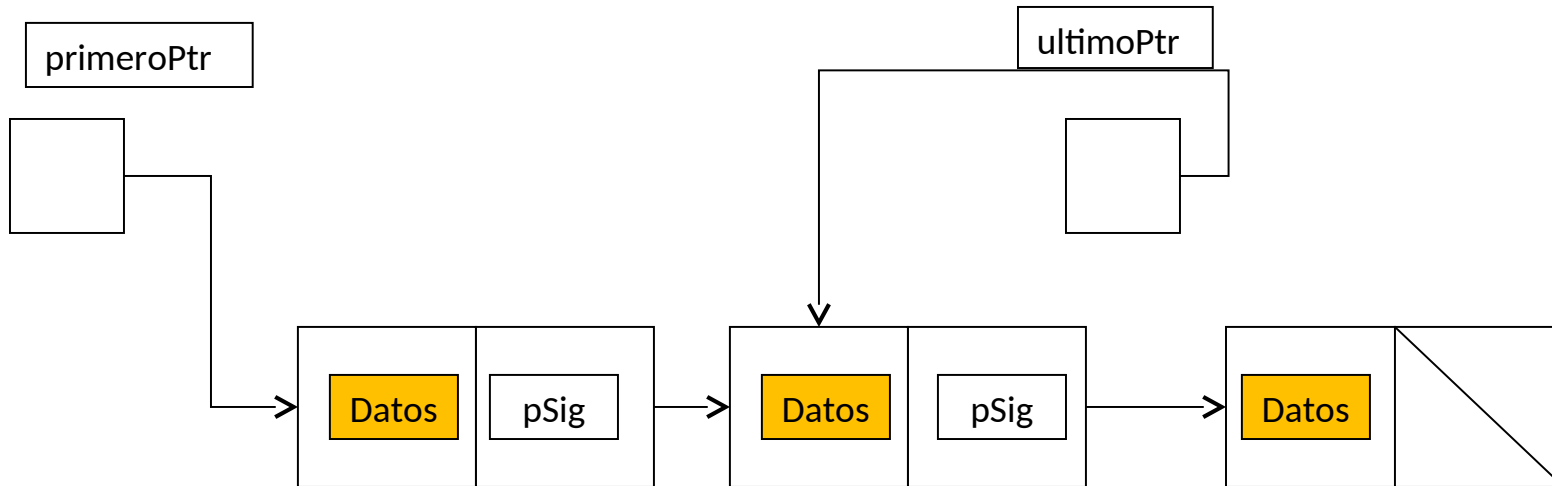 primeroPtr
ultimoPtr
Datos
pSig
Datos
pSig
Datos